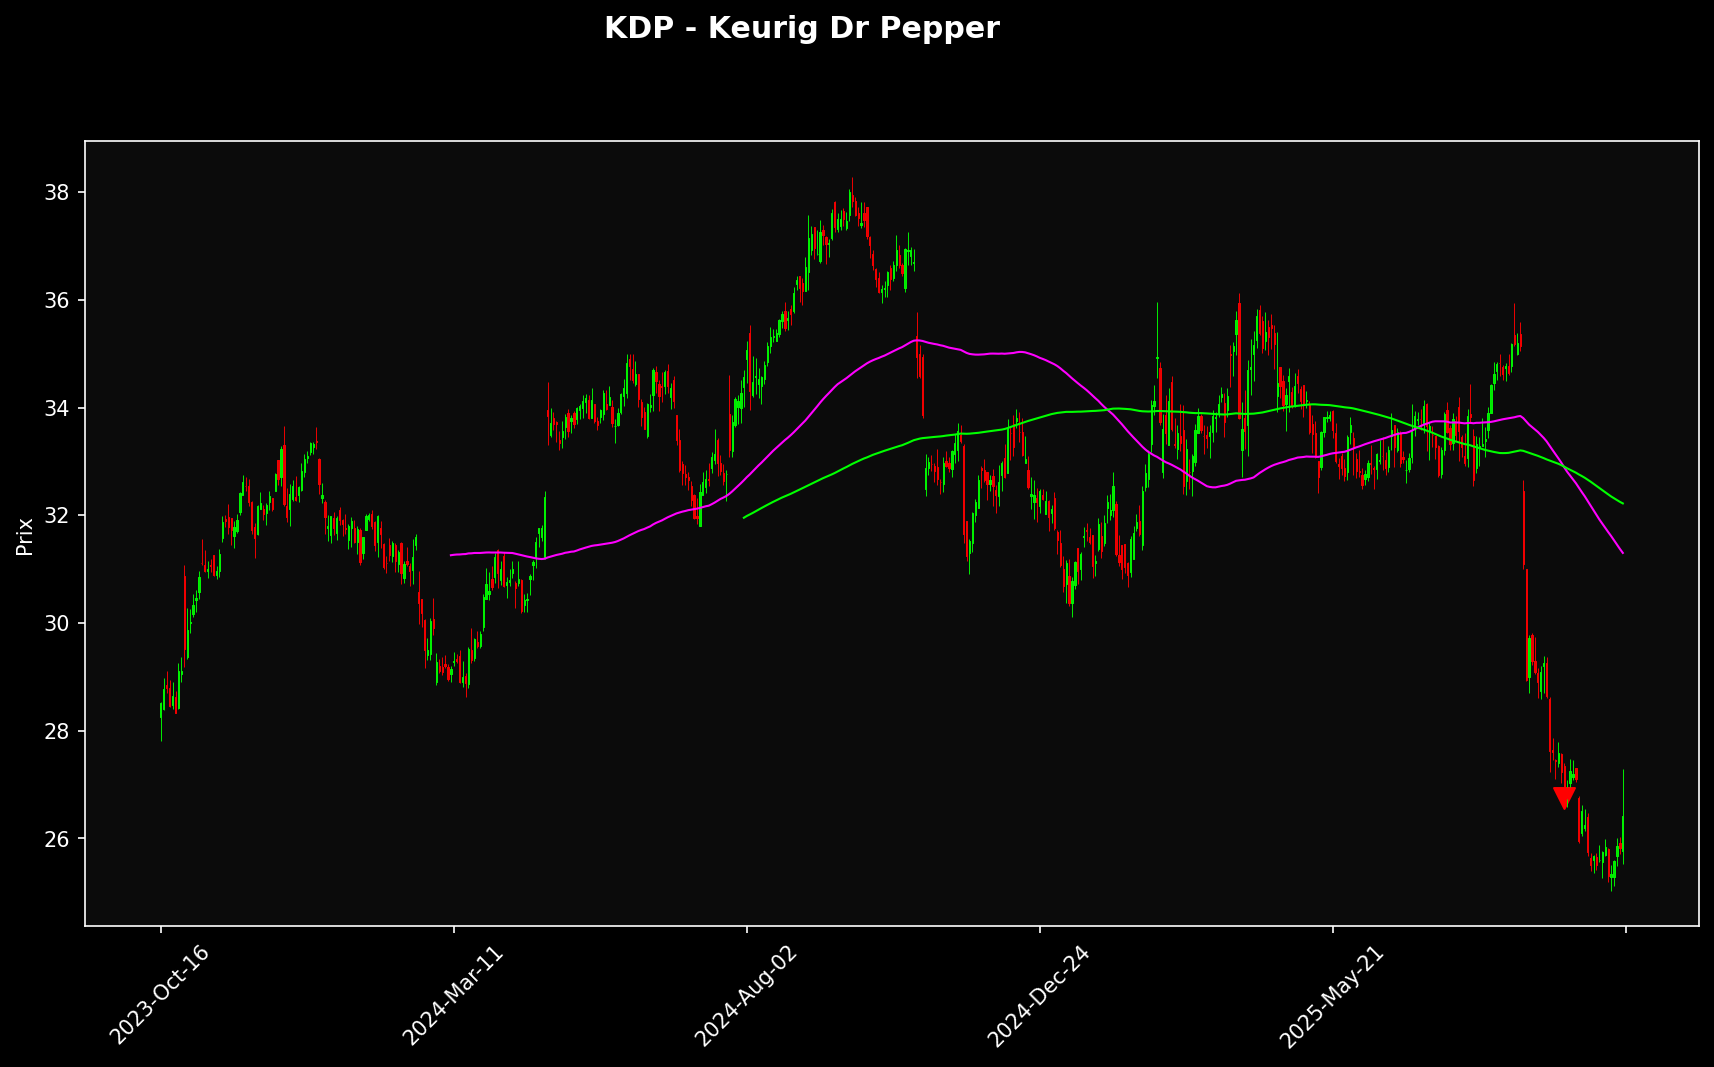 KDP - Keurig Dr Pepper
Prix
38
36
34
32
30
28
26
2023-Oct-16
2024-Mar-11
2024-Aug-02
2024-Dec-24
2025-May-21